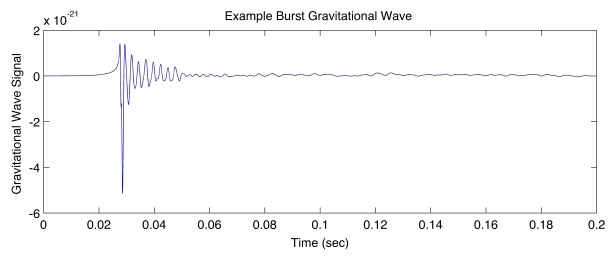 Example Burst Gravitational Wave
x 10-21
2
0
-2
-4
-6
Gravitational Wave Signal
0 0.02 0.04 0.06 0.08 0.1 0.12 0.14 0.16 0.18 0.2
Time (sec)